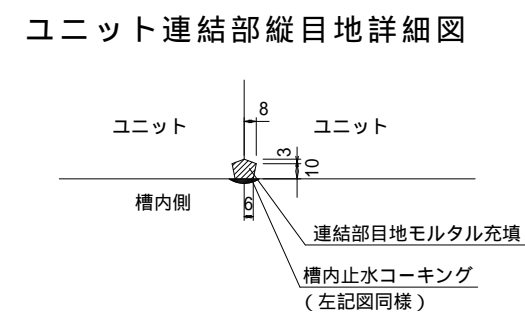 ユニット連結部縦目地詳細図
8
ユニット
ユニット
3
10
槽内側
6
連結部目地モルタル充填
槽内止水コーキング
(左記図同様)